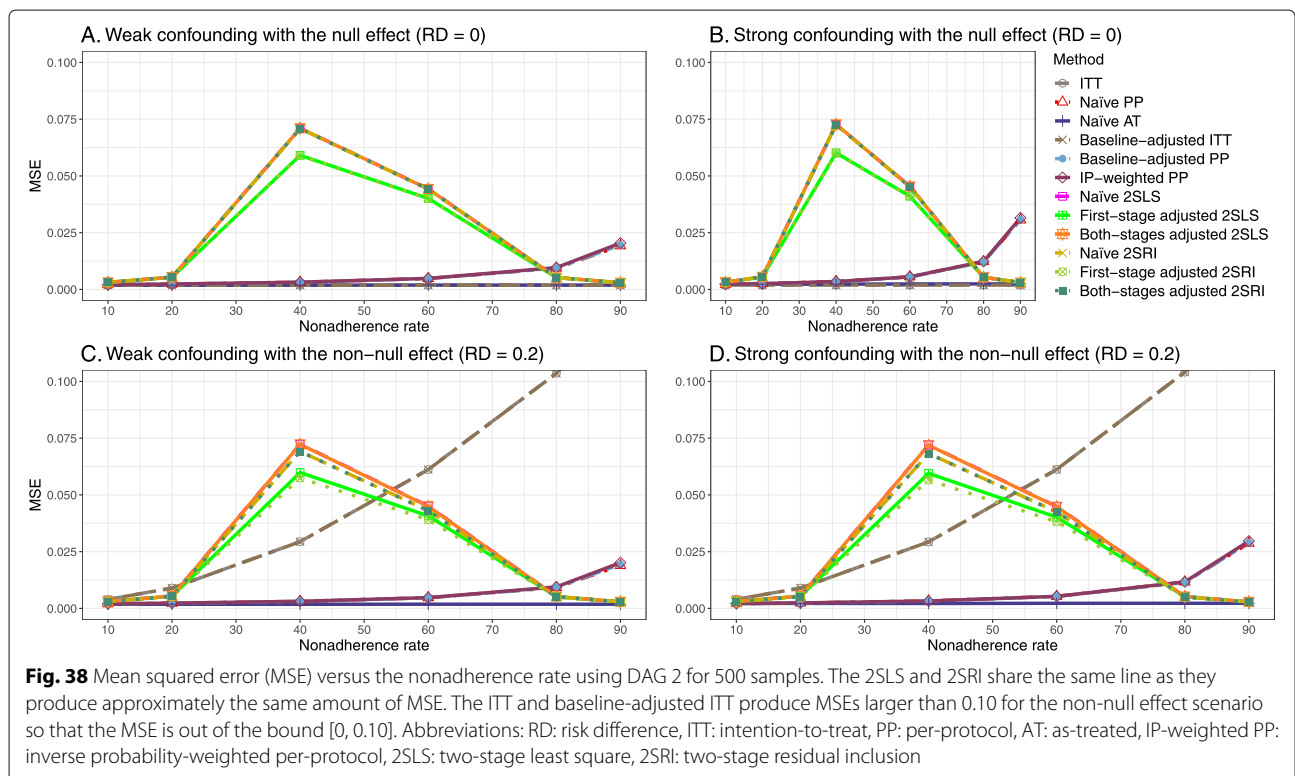 A. Weak confounding with the null effect (RD = 0)
0.100
0.075
0.050
0.025
0.000
MSE
10 20 30 40 50 60 70 80 90
Nonadherence rate
B. Strong confounding with the null effect (RD = 0)
0.100
0.075
0.050
0.025
0.000
10 20 30 40 50 60 70 80 90
Nonadherence rate
Method
ITT
Naïve PP
Naïve AT
Baseline−adjusted ITT
Baseline−adjusted PP
IP−weighted PP
Naïve 2SLS
First−stage adjusted 2SLS
Both−stages adjusted 2SLS
Naïve 2SRI
First−stage adjusted 2SRI
Both−stages adjusted 2SRI
C. Weak confounding with the non−null effect (RD = 0.2)
0.100
0.075
0.050
0.025
0.000
MSE
10 20 30 40 50 60 70 80 90
Nonadherence rate
D. Strong confounding with the non−null effect (RD = 0.2)
0.100
0.075
0.050
0.025
0.000
10 20 30 40 50 60 70 80 90
Nonadherence rate
Fig. 38 Mean squared error (MSE) versus the nonadherence rate using DAG 2 for 500 samples. The 2SLS and 2SRI share the same line as they
produce approximately the same amount of MSE. The ITT and baseline-adjusted ITT produce MSEs larger than 0.10 for the non-null effect scenario
so that the MSE is out of the bound [0, 0.10]. Abbreviations: RD: risk difference, ITT: intention-to-treat, PP: per-protocol, AT: as-treated, IP-weighted PP:
inverse probability-weighted per-protocol, 2SLS: two-stage least square, 2SRI: two-stage residual inclusion